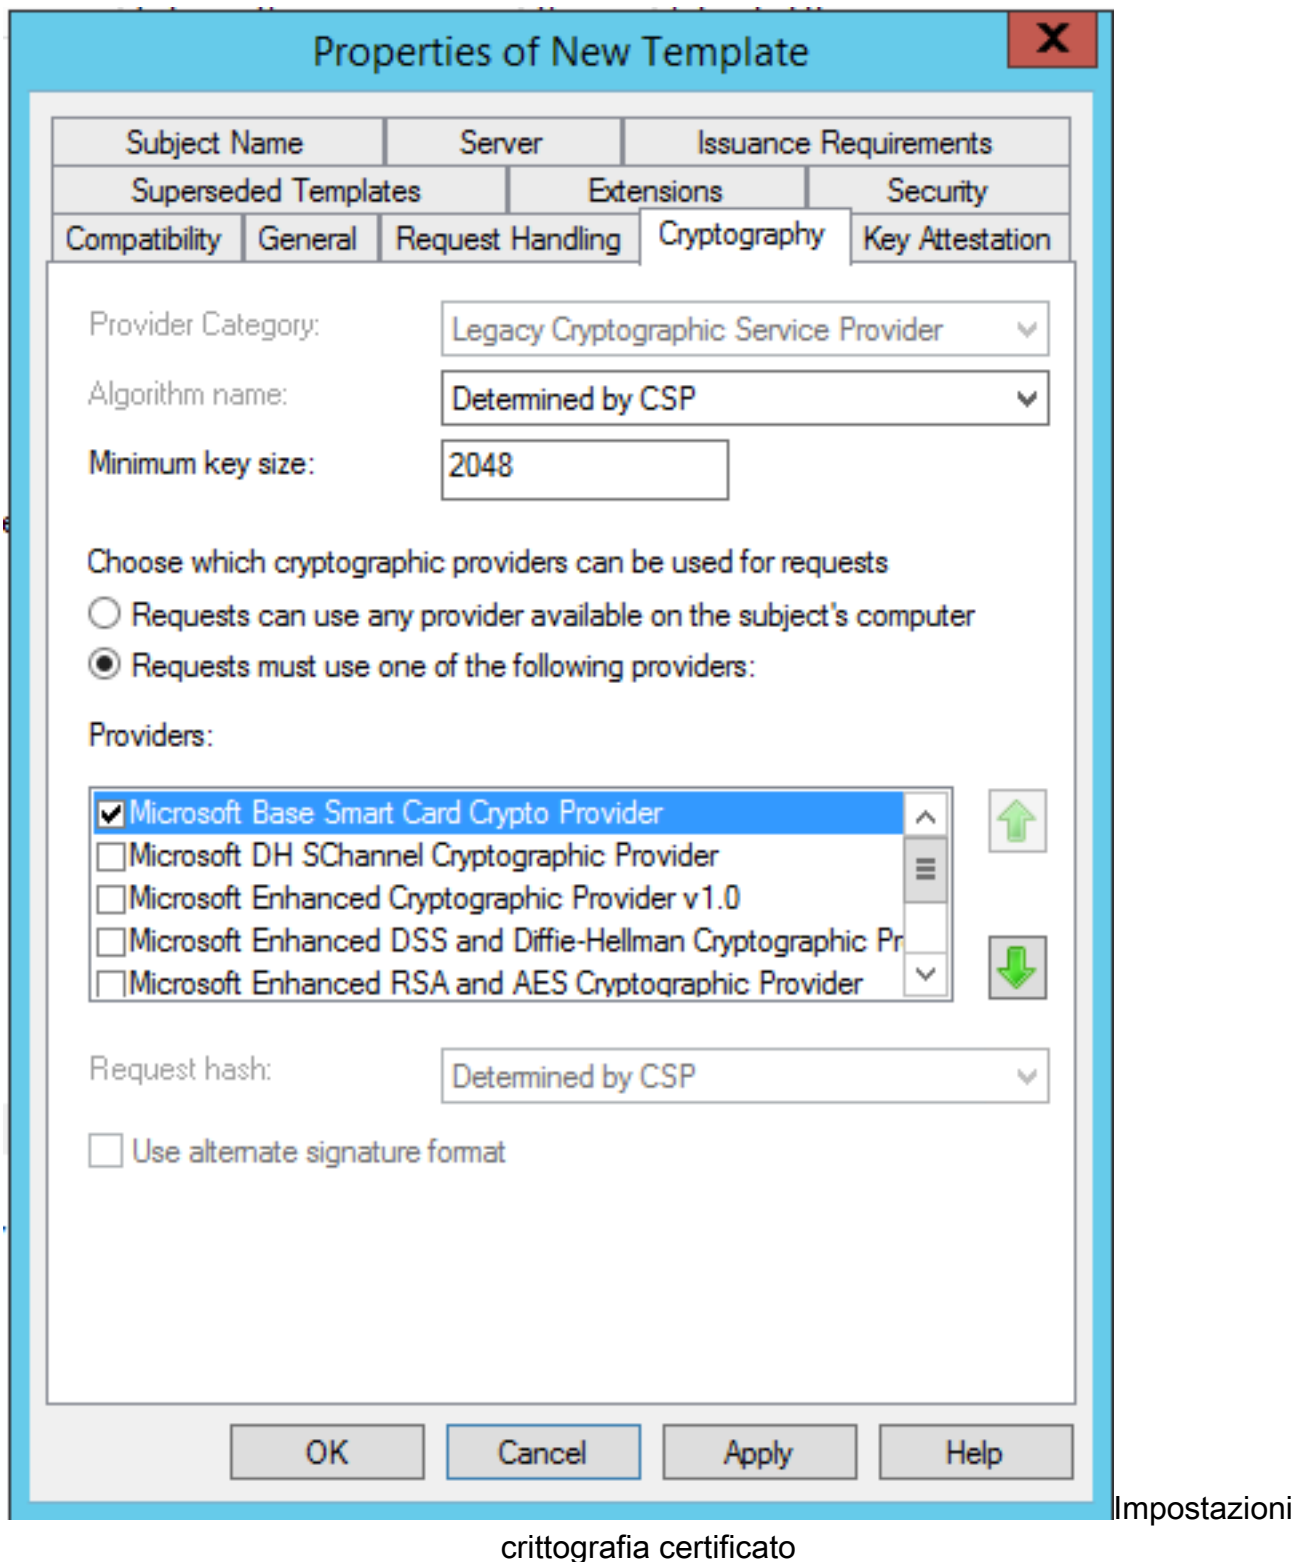 Properties of New Template
X
Subject Name Server Issuance Requirements
Superseded Templates Extensions Security
Compatibility General Request Handling Cryptography Key Attestation
Provider Category: Legacy Cryptographic Service Provider
Algorithm name: Determined by CSP
Minimum key size: 2048
Choose which cryptographic providers can be used for requests
Requests can use any provider available on the subject's computer
Requests must use one of the following providers:
Providers:
Microsoft Base Smart Card Crypto Provider
Microsoft DH SChannel Cryptographic Provider
Microsoft Enhanced Cryptographic Provider v1.0
Microsoft Enhanced DSS and Diffie-Hellman Cryptographic Pr
Microsoft Enhanced RSA and AES Cryptographic Provider
Request hash: Determined by CSP
Use alternate signature format
OK Cancel Apply Help
Impostazioni
crittografia certificato